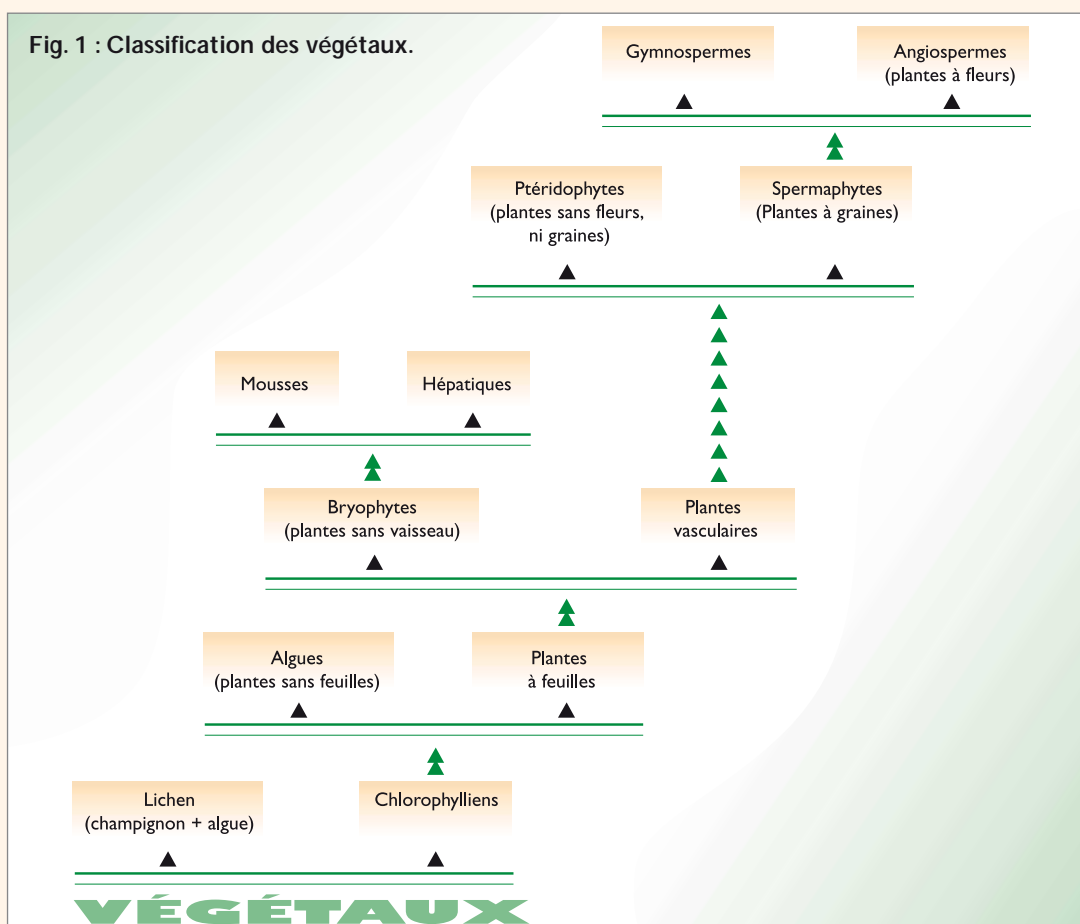 Fig. 1 : Classification des végétaux.
Gymnospermes
Angiospermes
(plantes à fleurs)
Ptéridophytes
(plantes sans fleurs,
ni graines)
Spermaphytes
(Plantes à graines)
Mousses
Hépatiques
Bryophytes
(plantes sans vaisseau)
Plantes
vasculaires
Algues
(plantes sans feuilles)
Plantes
à feuilles
Lichen
(champignon + algue)
Chlorophylliens
VÉGÉTAUX